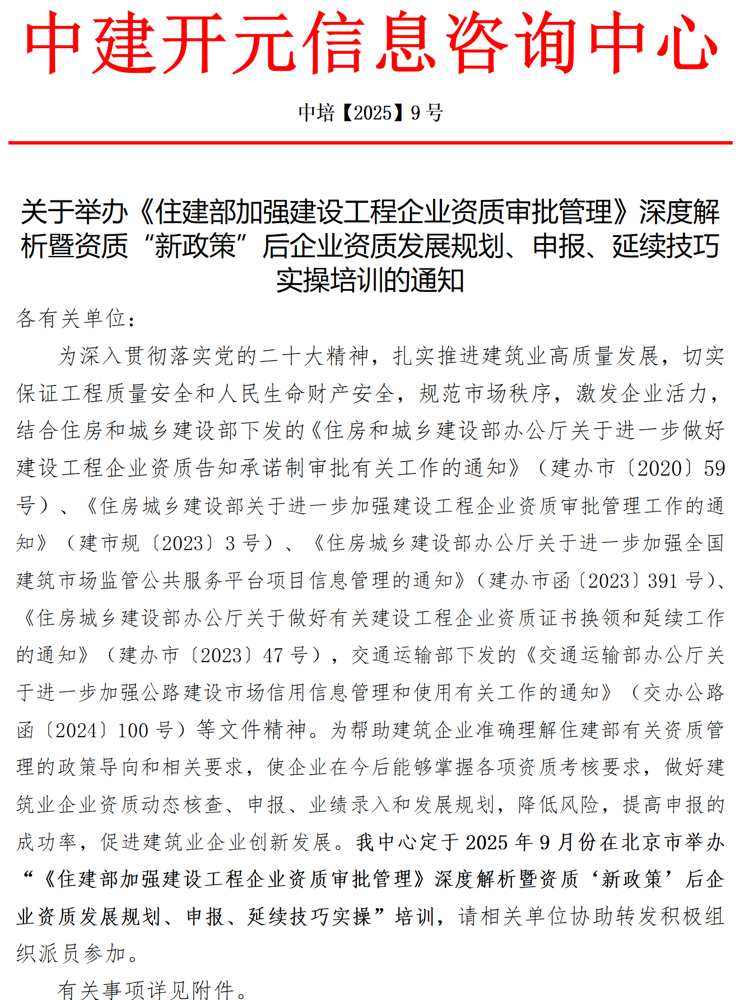 中建开元信息咨询中心
中培【2025】9 号
关于举办《住建部加强建设工程企业资质审批管理》深度解
析暨资质“新政策”后企业资质发展规划、申报、延续技巧
实操培训的通知
各有关单位：
为深入贯彻落实党的二十大精神，扎实推进建筑业高质量发展，切实
保证工程质量安全和人民生命财产安全，规范市场秩序，激发企业活力，
结合住房和城乡建设部下发的《住房和城乡建设部办公厅关于进一步做好
建设工程企业资质告知承诺制审批有关工作的通知》（建办市〔2020〕59
号）、《住房城乡建设部关于进一步加强建设工程企业资质审批管理工作的通
知》（建市规〔2023〕3 号）、《住房城乡建设部办公厅关于进一步加强全国
建筑市场监管公共服务平台项目信息管理的通知》（建办市函〔2023〕391 号）、
《住房城乡建设部办公厅关于做好有关建设工程企业资质证书换领和延续工作
的通知》（建办市〔2023〕47 号），交通运输部下发的《交通运输部办公厅关
于进一步加强公路建设市场信用信息管理和使用有关工作的通知》（交办公路
函〔2024〕100 号）等文件精神。为帮助建筑企业准确理解住建部有关资质管
理的政策导向和相关要求，使企业在今后能够掌握各项资质考核要求，做好建
筑业企业资质动态核查、申报、业绩录入和发展规划，降低风险，提高申报的
成功率，促进建筑业企业创新发展。我中心定于 2025 年 9 月份在北京市举办
“《住建部加强建设工程企业资质审批管理》深度解析暨资质‘新政策’后企
业资质发展规划、申报、延续技巧实操”培训，请相关单位协助转发积极组
织派员参加。
有关事项详见附件。